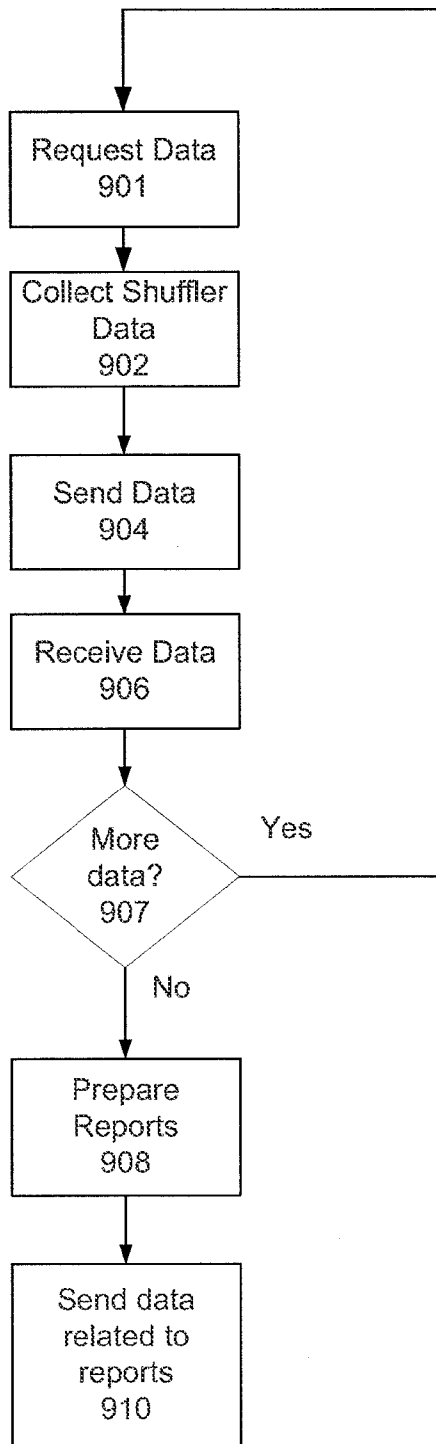 Request Data
901
Collect Shuffler
Data
902
Send Data
904
Receive Data
906
More
data?
907
Yes
No
Prepare
Reports
908
Send data
related to
reports
910